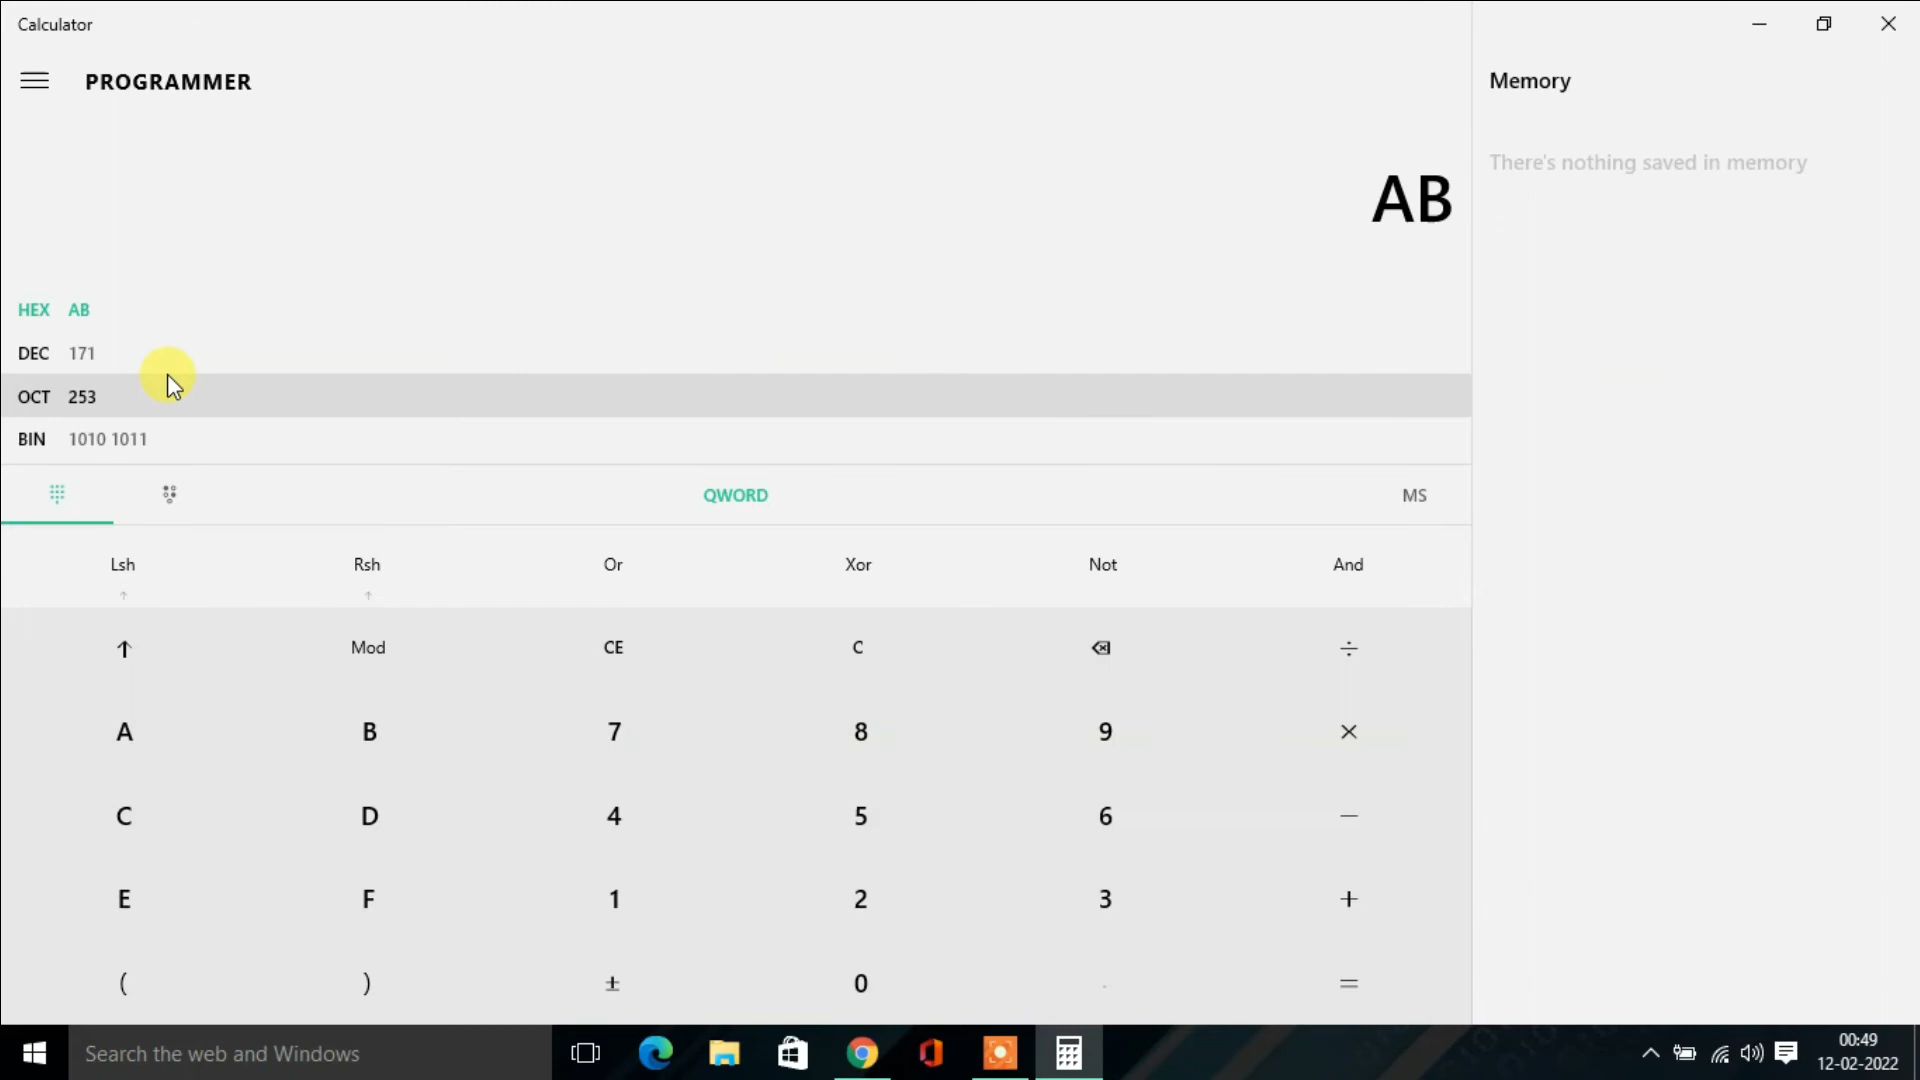 Calculator
PROGRAMMER
Memory
There's nothing saved in memory
AB
HEX AB
DEC 171
OCT 253
BIN 1010 1011
QWORD MS
Lsh Rsh Or Xor Not And
↑ ↑
↑ Mod CE C ÷
A B 7 8 9 ×
C D 4 5 6 −
E F 1 2 3 +
( ) ± 0 . =
Search the web and Windows
00:49
12-02-2022